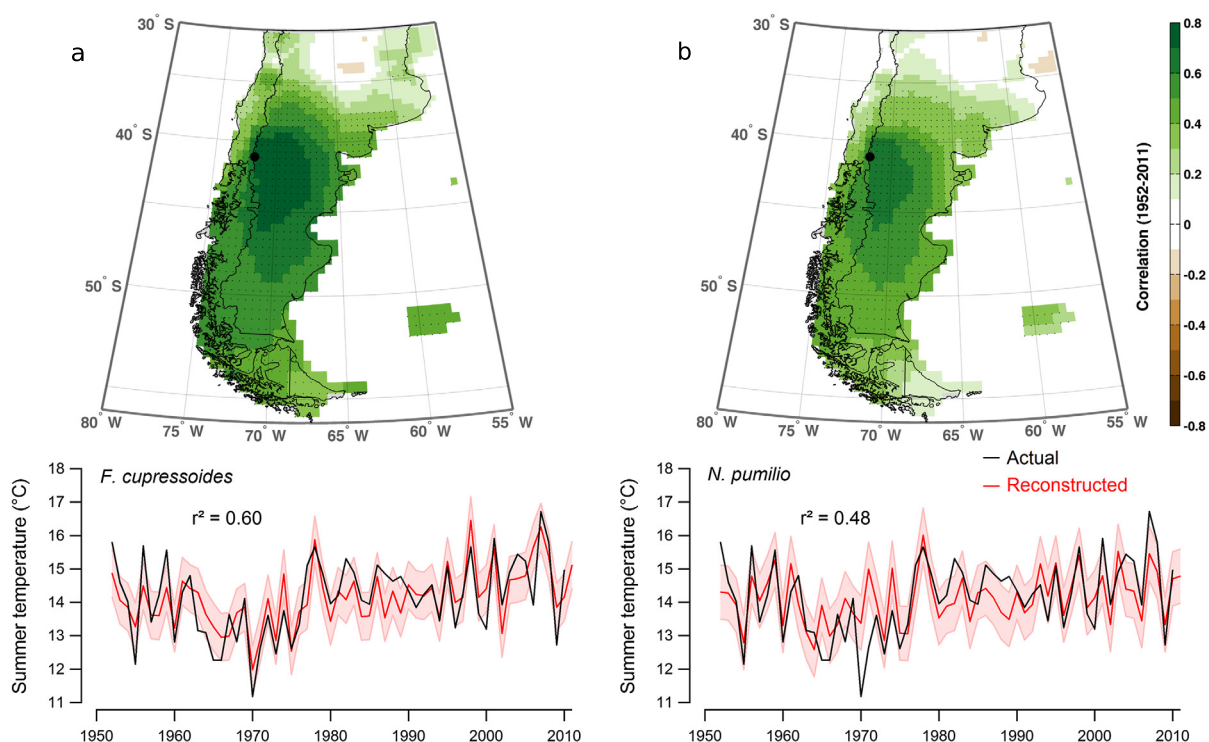 a
30° S
40° S
50° S
80° W
75° W
70° W
65° W
60° W
55° W
b
30° S
40° S
50° S
80° W
75° W
70° W
65° W
60° W
55° W
0.8
0.6
0.4
0.2
0
-0.2
-0.4
-0.6
-0.8
Correlation (1952-2011)
F. cupressoides
r² = 0.60
Summer temperature (°C)
18
17
16
15
14
13
12
11
1950
1960
1970
1980
1990
2000
2010
N. pumilio
r² = 0.48
Actual
Reconstructed
Summer temperature (°C)
18
17
16
15
14
13
12
11
1950
1960
1970
1980
1990
2000
2010